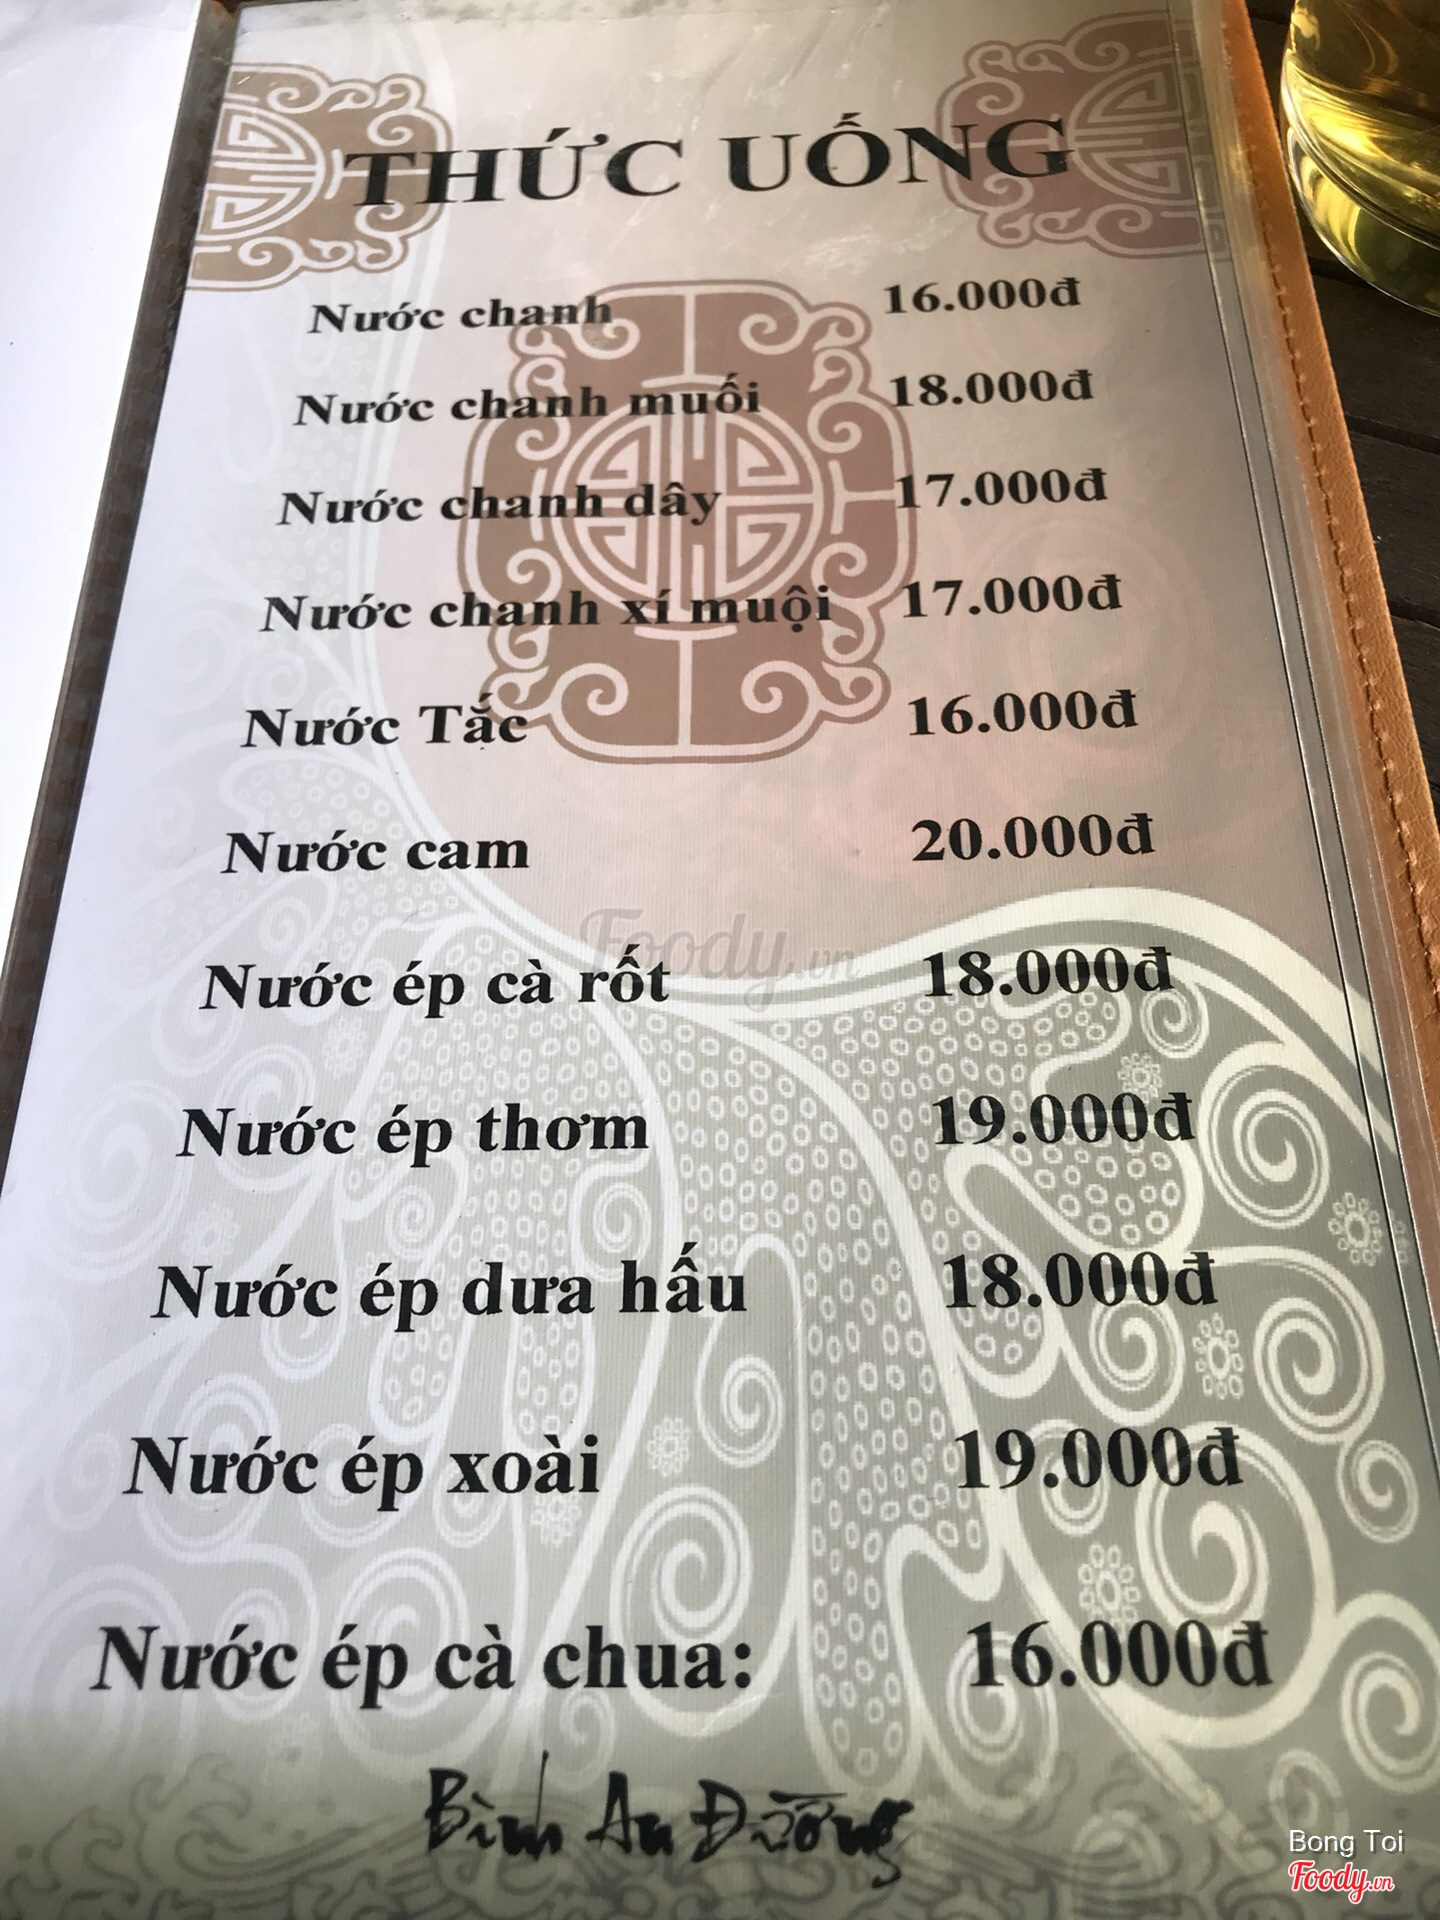 THỨC UỐNG
Nước chanh 16.000đ
Nước chanh muối 18.000đ
Nước chanh dây 17.000đ
Nước chanh xí muội 17.000đ
Nước Tắc 16.000đ
Nước cam 20.000đ
Foody.vn
Nước ép cà rốt 18.000đ
Nước ép thơm 19.000đ
Nước ép dưa hấu 18.000đ
Nước ép xoài 19.000đ
Nước ép cà chua: 16.000đ
Bình An Đường
Bong Toi
Foody.vn